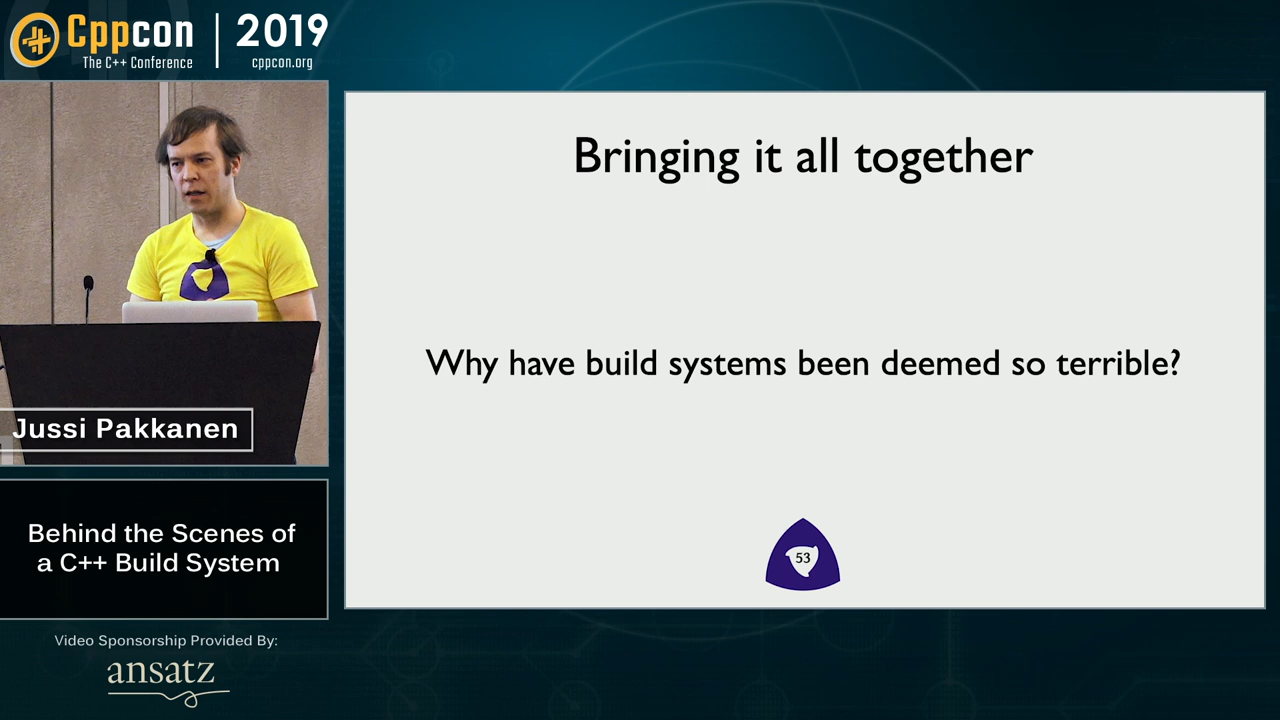 Cppcon
The C++ Conference
2019
cppcon.org
Bringing it all together
Why have build systems been deemed so terrible?
53
Jussi Pakkanen
Behind the Scenes of
a C++ Build System
Video Sponsorship Provided By:
ansatz